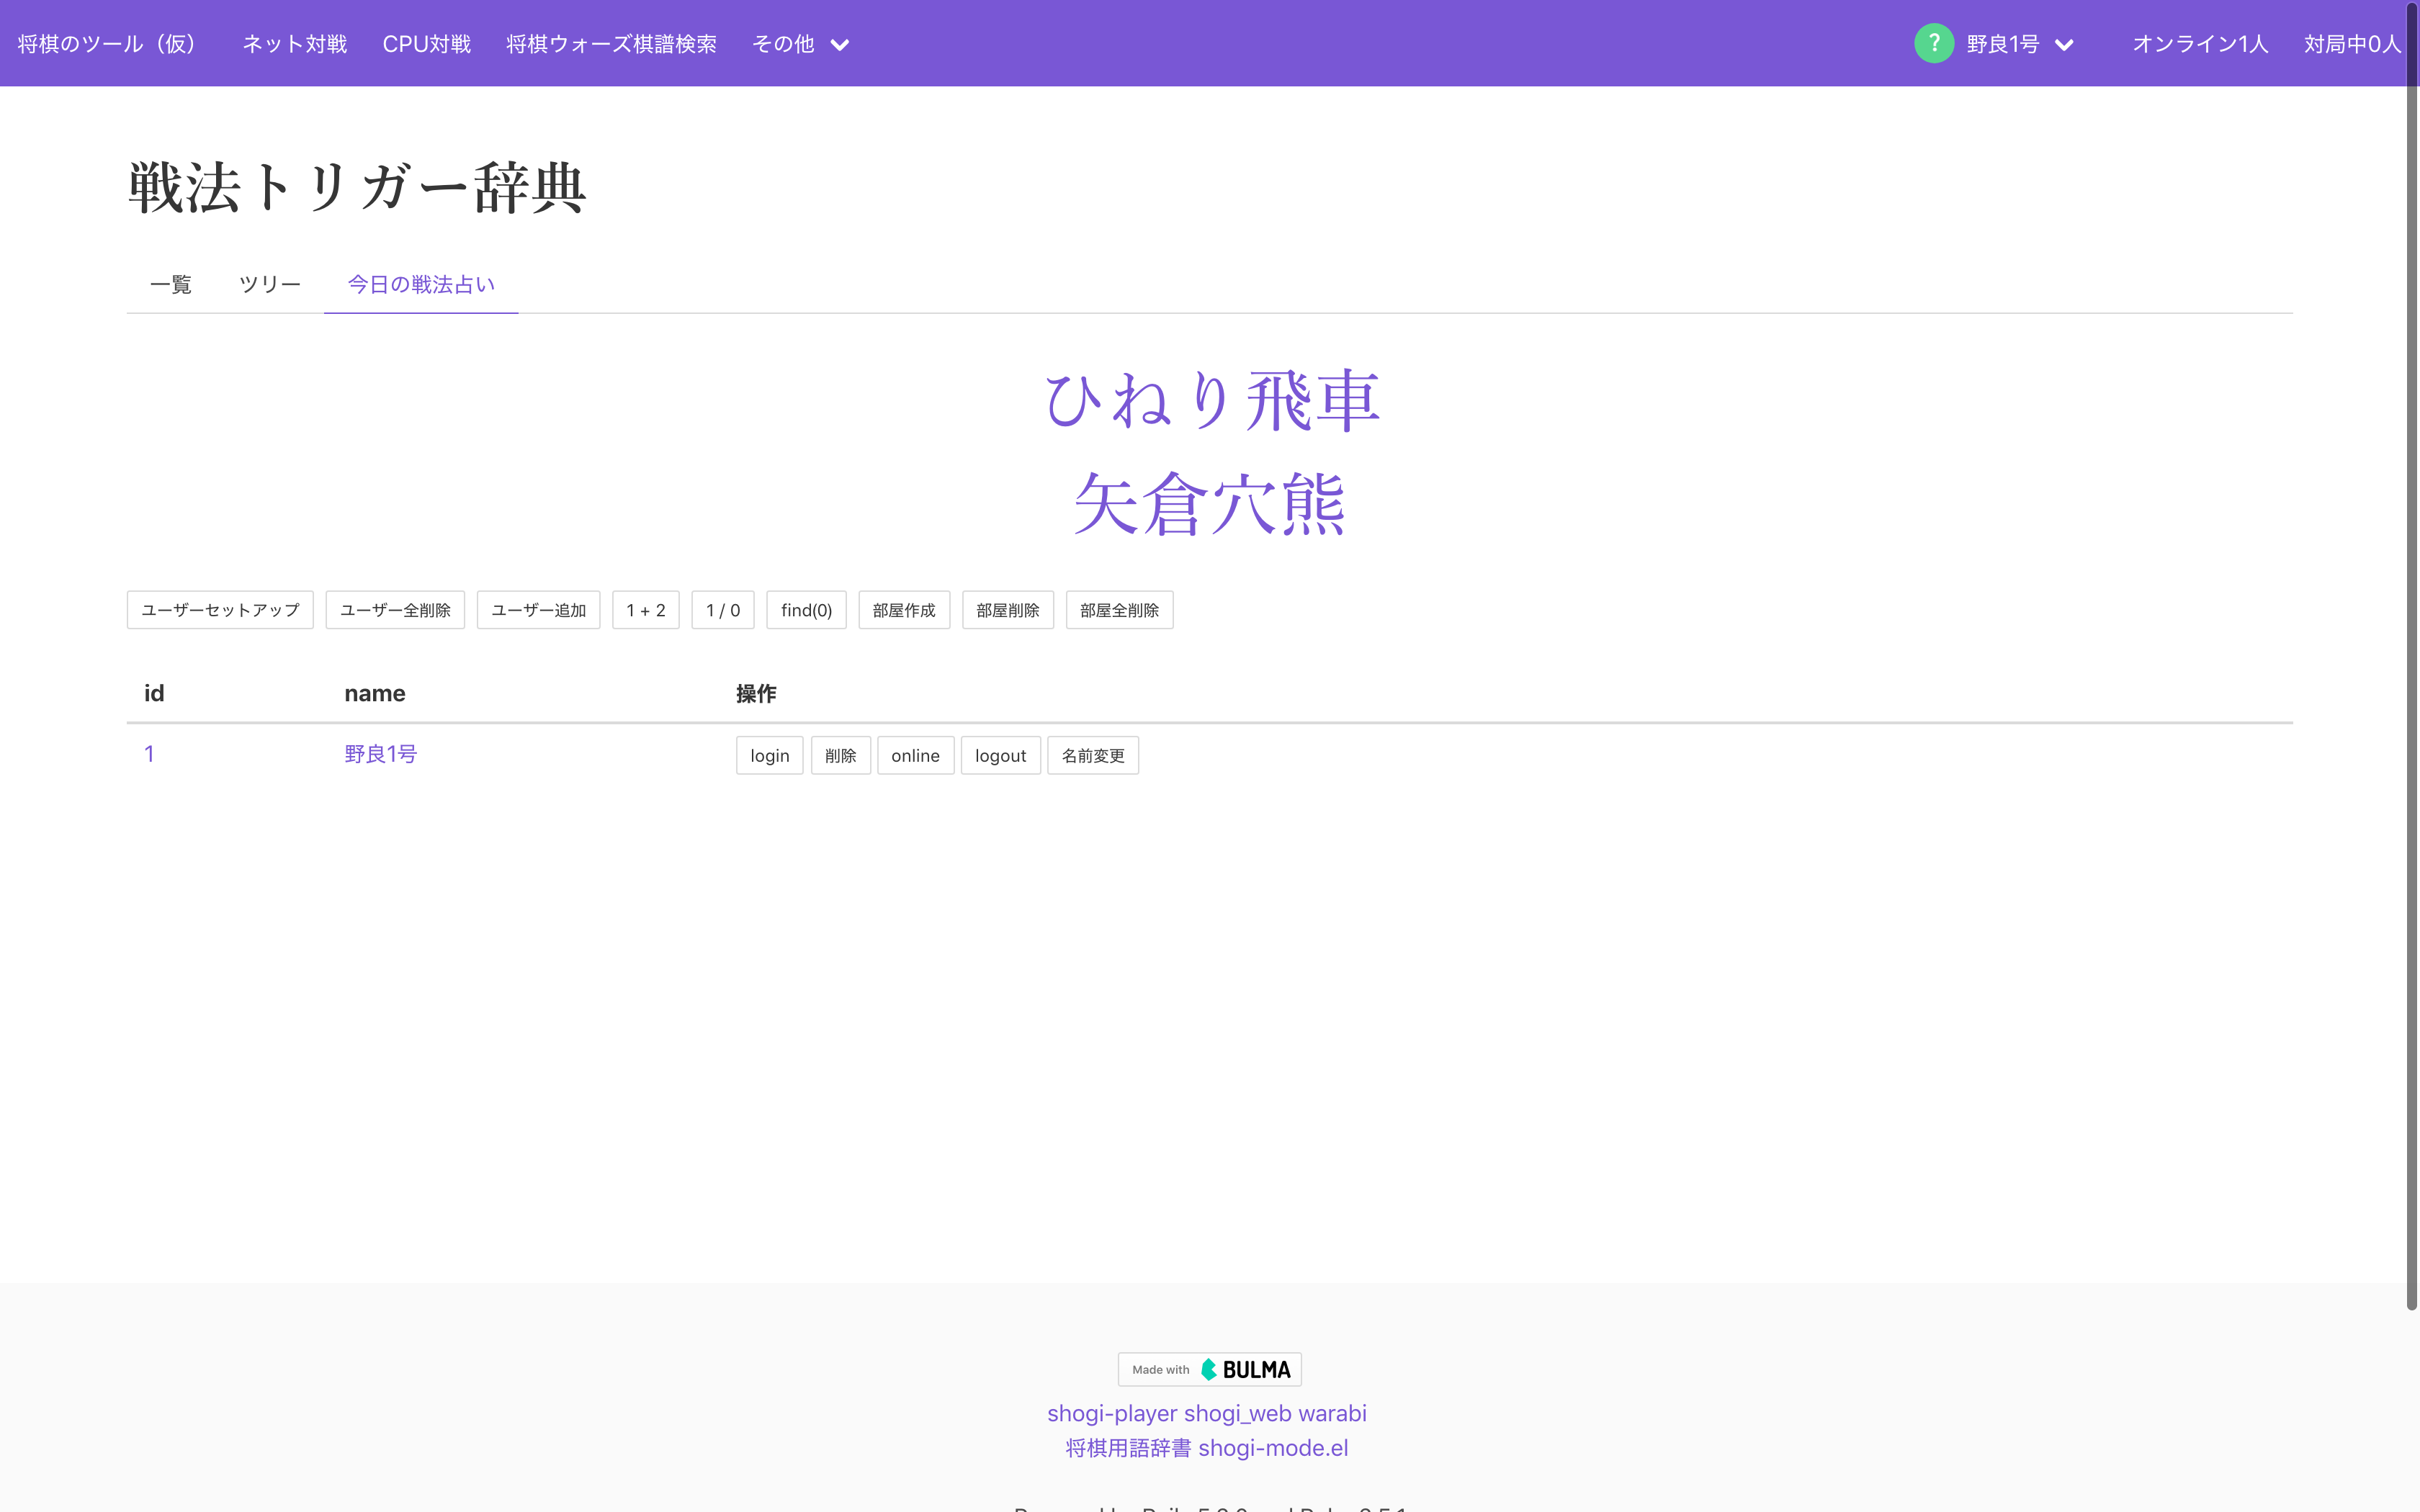 将棋のツール（仮） ネット対戦 CPU対戦 将棋ウォーズ棋譜検索 その他 ? 野良1号 オンライン1人 対局中0人
戦法トリガー辞典
一覧 ツリー 今日の戦法占い
ひねり飛車
矢倉穴熊
ユーザーセットアップ ユーザー全削除 ユーザー追加 1 + 2 1 / 0 find(0) 部屋作成 部屋削除 部屋全削除
id name 操作
1 野良1号 login 削除 online logout 名前変更
Made with BULMA
shogi-player shogi_web warabi
将棋用語辞書 shogi-mode.el